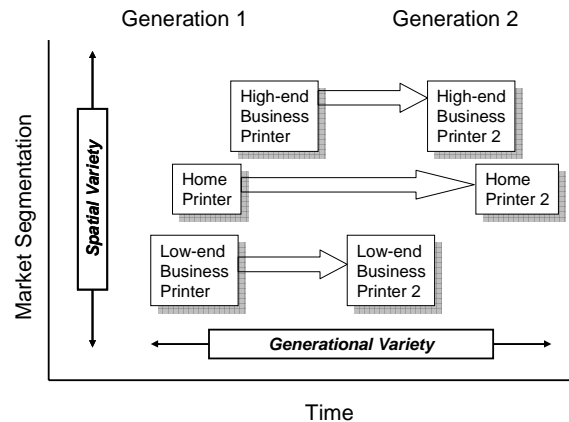 Generation 1
Generation 2
Market Segmentation
Spatial Variety
High-end
Business
Printer
High-end
Business
Printer 2
Home
Printer
Home
Printer 2
Low-end
Business
Printer
Low-end
Business
Printer 2
Generational Variety
Time